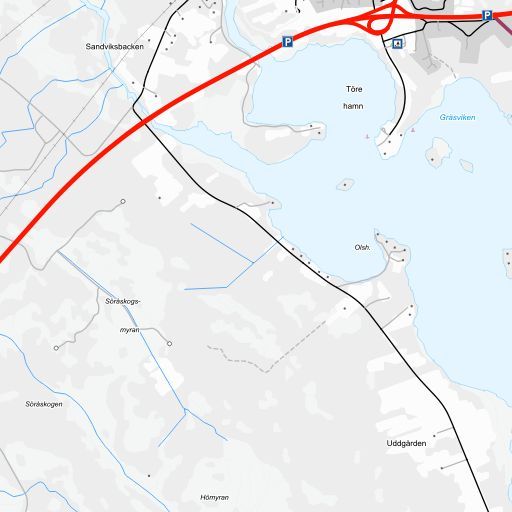 P
P
Sandviksbacken
Töre
hamn
Gräsviken
Olsh.
Söråskogs-
myran
Söråskogen
Uddgården
Hömyran